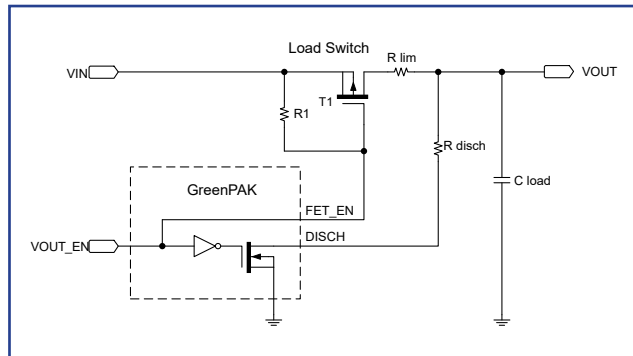 Load Switch
R lim
VIN
VOUT
T1
R1
R disch
C load
GreenPAK
FET_EN
DISCH
VOUT_EN